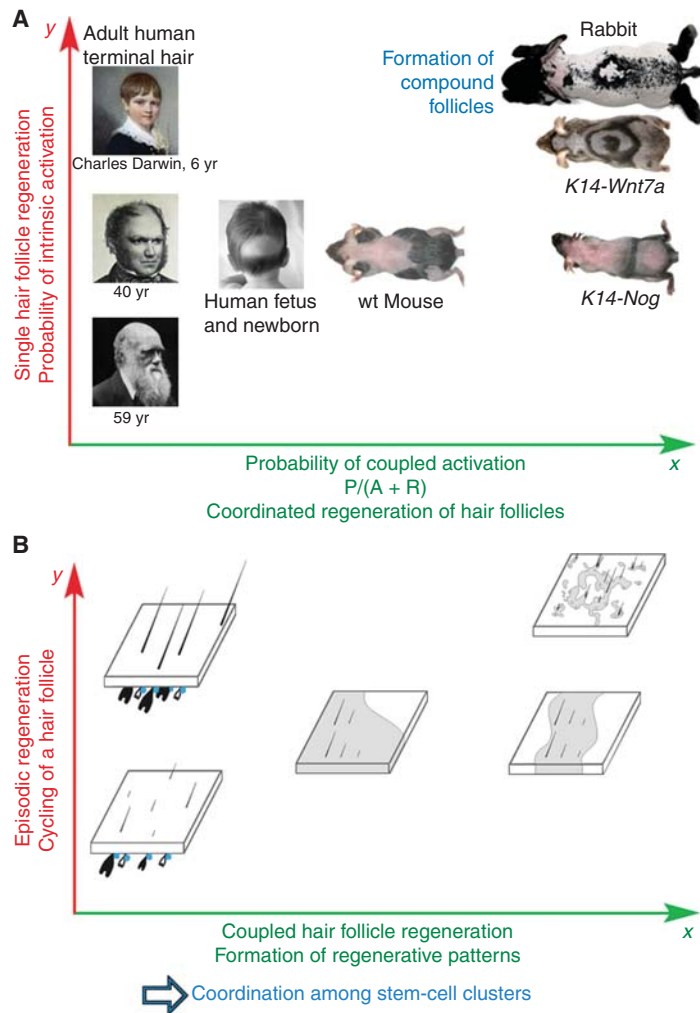 A
y
Adult human
terminal hair
Charles Darwin, 6 yr
40 yr
59 yr
Human fetus
and newborn
wt Mouse
Formation of
compound
follicles
Rabbit
K14-Wnt7a
K14-Nog
Single hair follicle regeneration
Probability of intrinsic activation
x
Probability of coupled activation
P/(A + R)
Coordinated regeneration of hair follicles
B
y
Episodic regeneration
Cycling of a hair follicle
x
Coupled hair follicle regeneration
Formation of regenerative patterns
Coordination among stem-cell clusters